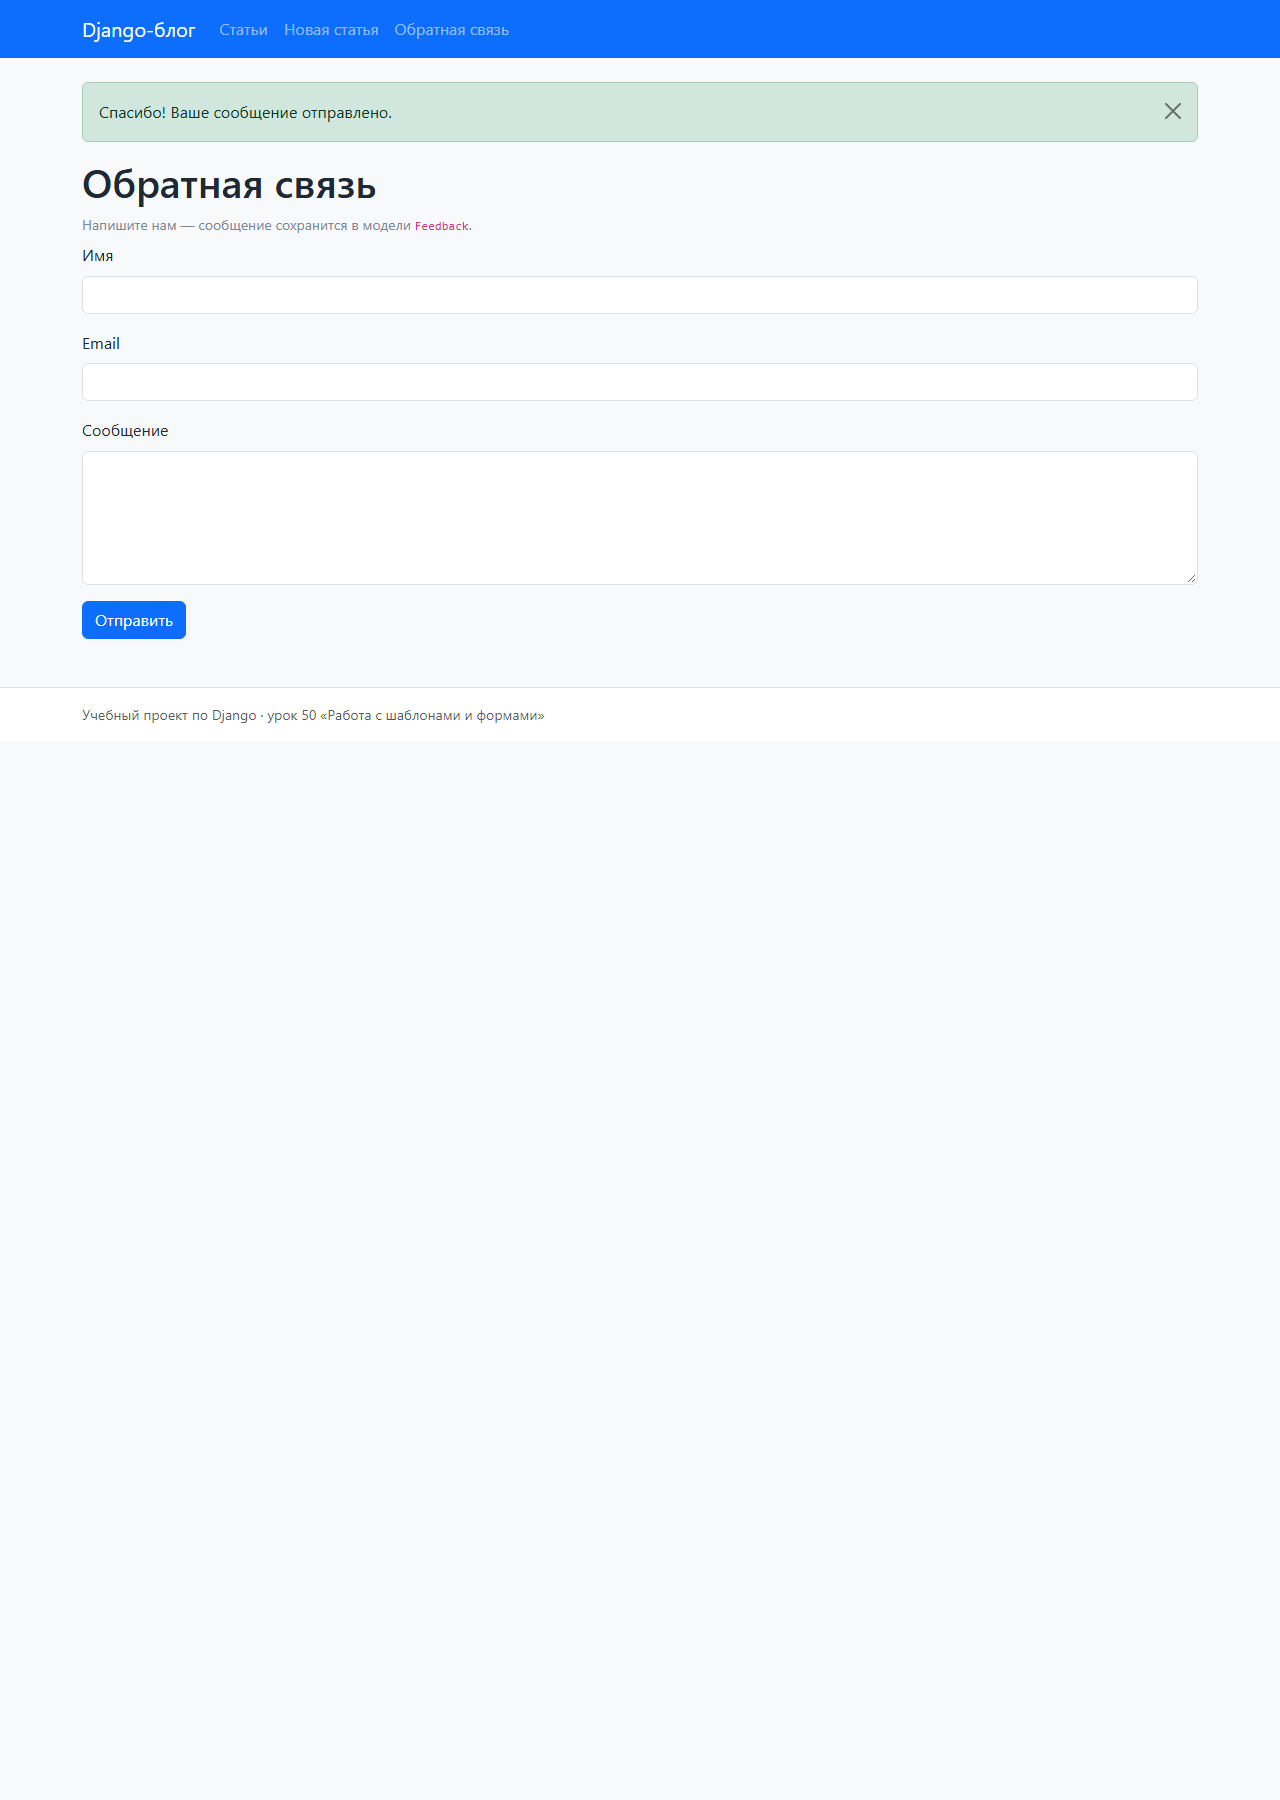 Django-блог Статьи Новая статья Обратная связь
Спасибо! Ваше сообщение отправлено.
Обратная связь
Напишите нам — сообщение сохранится в модели Feedback.
Имя
Email
Сообщение
Отправить
Учебный проект по Django · урок 50 «Работа с шаблонами и формами»